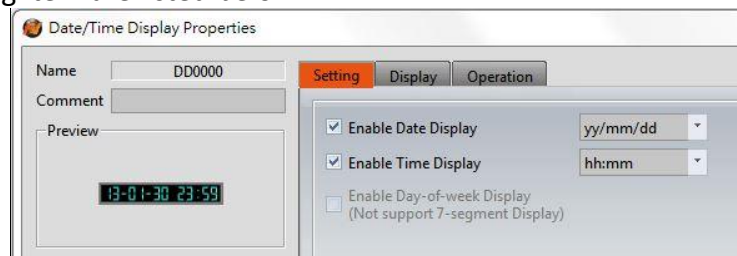 Date/Time Display Properties
Name DD0000
Comment
Preview
13-01-30 23:59
Setting Display Operation
Enable Date Display yy/mm/dd
Enable Time Display hh:mm
Enable Day-of-week Display
(Not support 7-segment Display)